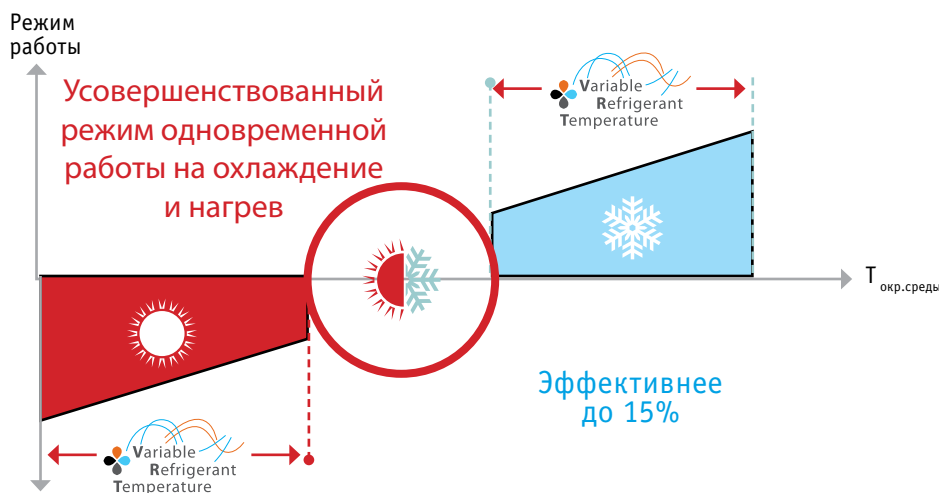 Режим
работы
Усовершенствованный
режим одновременной
работы на охлаждение
и нагрев
Variable
Refrigerant
Temperature
T окр.среды
Эффективнее
до 15%
Variable
Refrigerant
Temperature